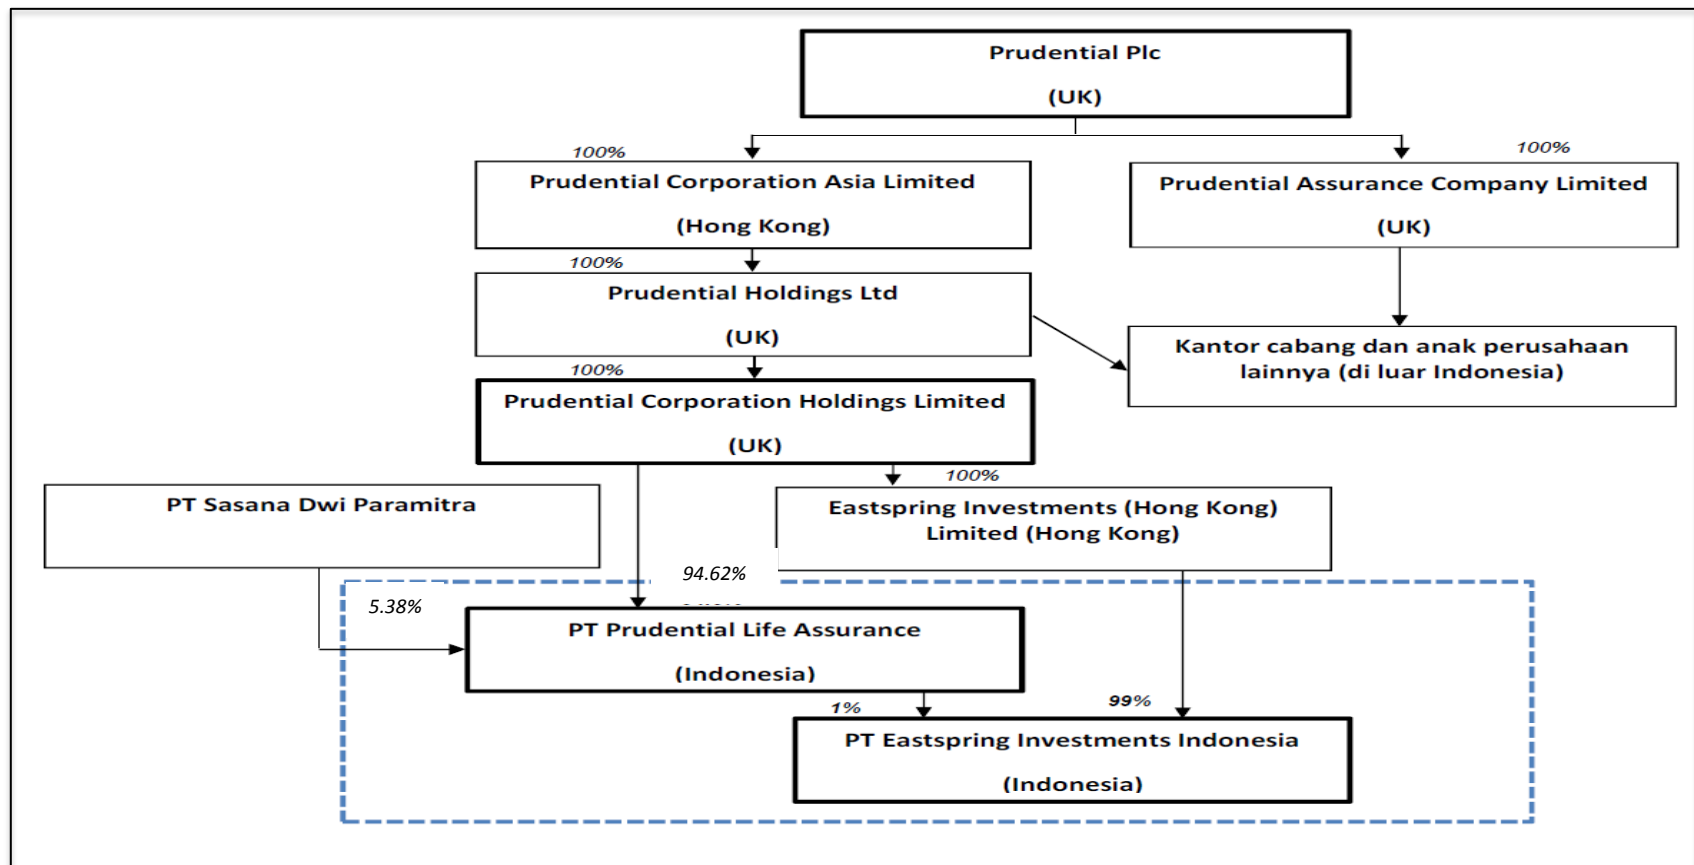 Prudential Plc
(UK)
100%
100%
Prudential Corporation Asia Limited
(Hong Kong)
Prudential Assurance Company Limited
(UK)
100%
Prudential Holdings Ltd
(UK)
Kantor cabang dan anak perusahaan
lainnya (di luar Indonesia)
100%
Prudential Corporation Holdings Limited
(UK)
100%
PT Sasana Dwi Paramitra
Eastspring Investments (Hong Kong)
Limited (Hong Kong)
94.62%
5.38%
PT Prudential Life Assurance
(Indonesia)
1%
99%
PT Eastspring Investments Indonesia
(Indonesia)